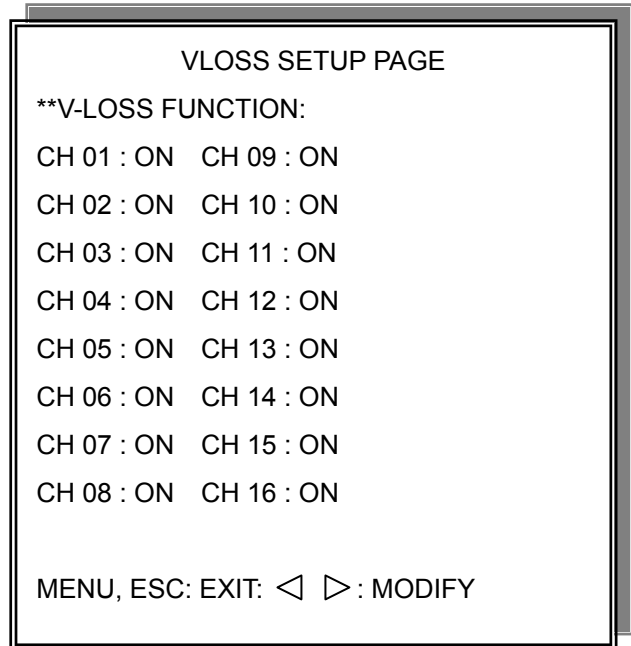 VLOSS SETUP PAGE
**V-LOSS FUNCTION:
CH 01 : ON CH 09 : ON
CH 02 : ON CH 10 : ON
CH 03 : ON CH 11 : ON
CH 04 : ON CH 12 : ON
CH 05 : ON CH 13 : ON
CH 06 : ON CH 14 : ON
CH 07 : ON CH 15 : ON
CH 08 : ON CH 16 : ON
MENU, ESC: EXIT: ◁ ▷ : MODIFY